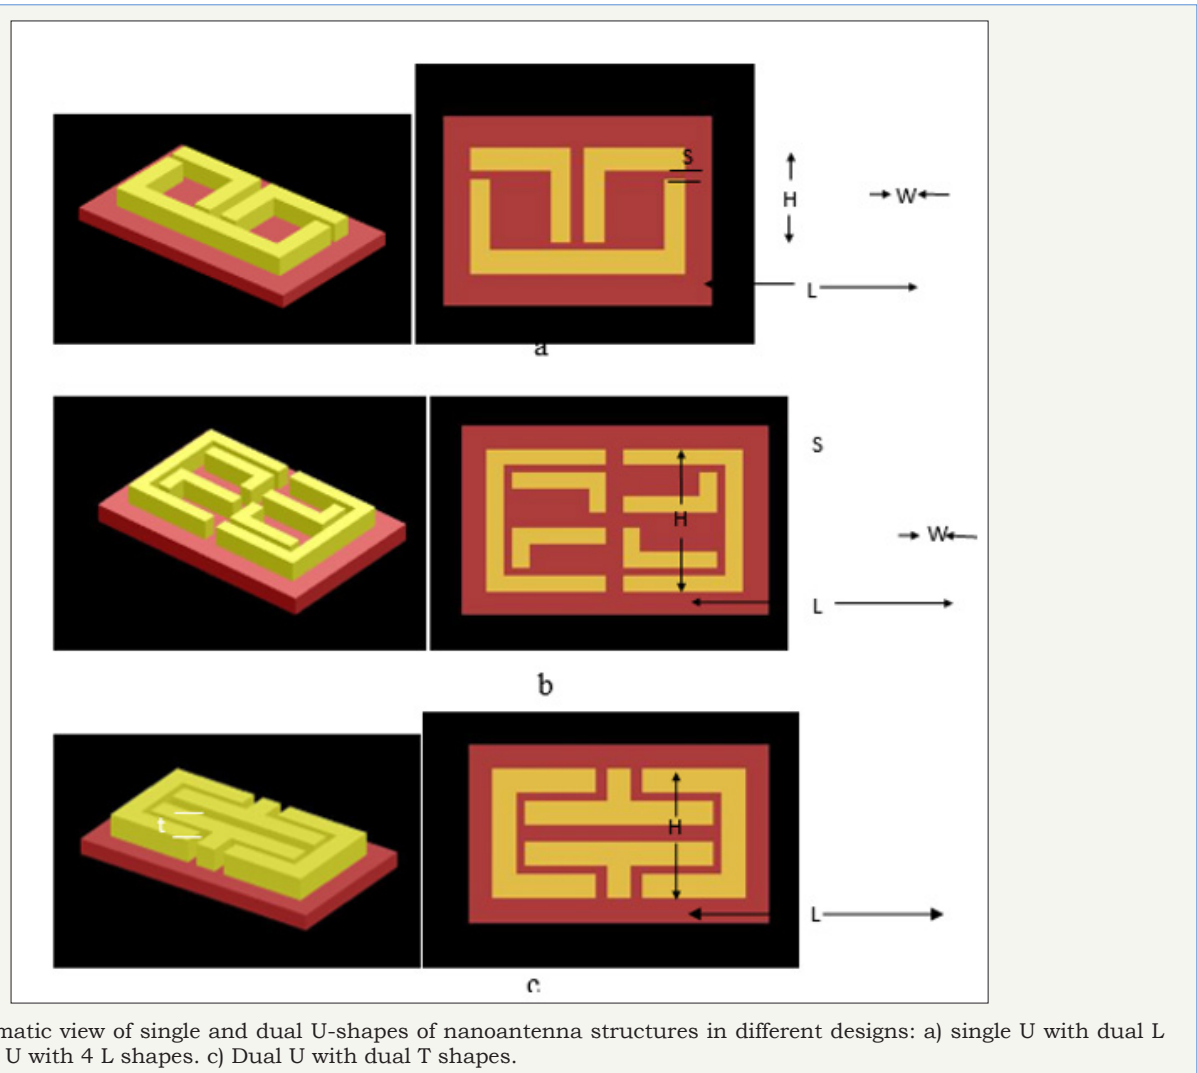 S
H
W
L
a
H
S
W
L
b
t
H
L
c
matic view of single and dual U-shapes of nanoantenna structures in different designs: a) single U with dual L
U with 4 L shapes. c) Dual U with dual T shapes.